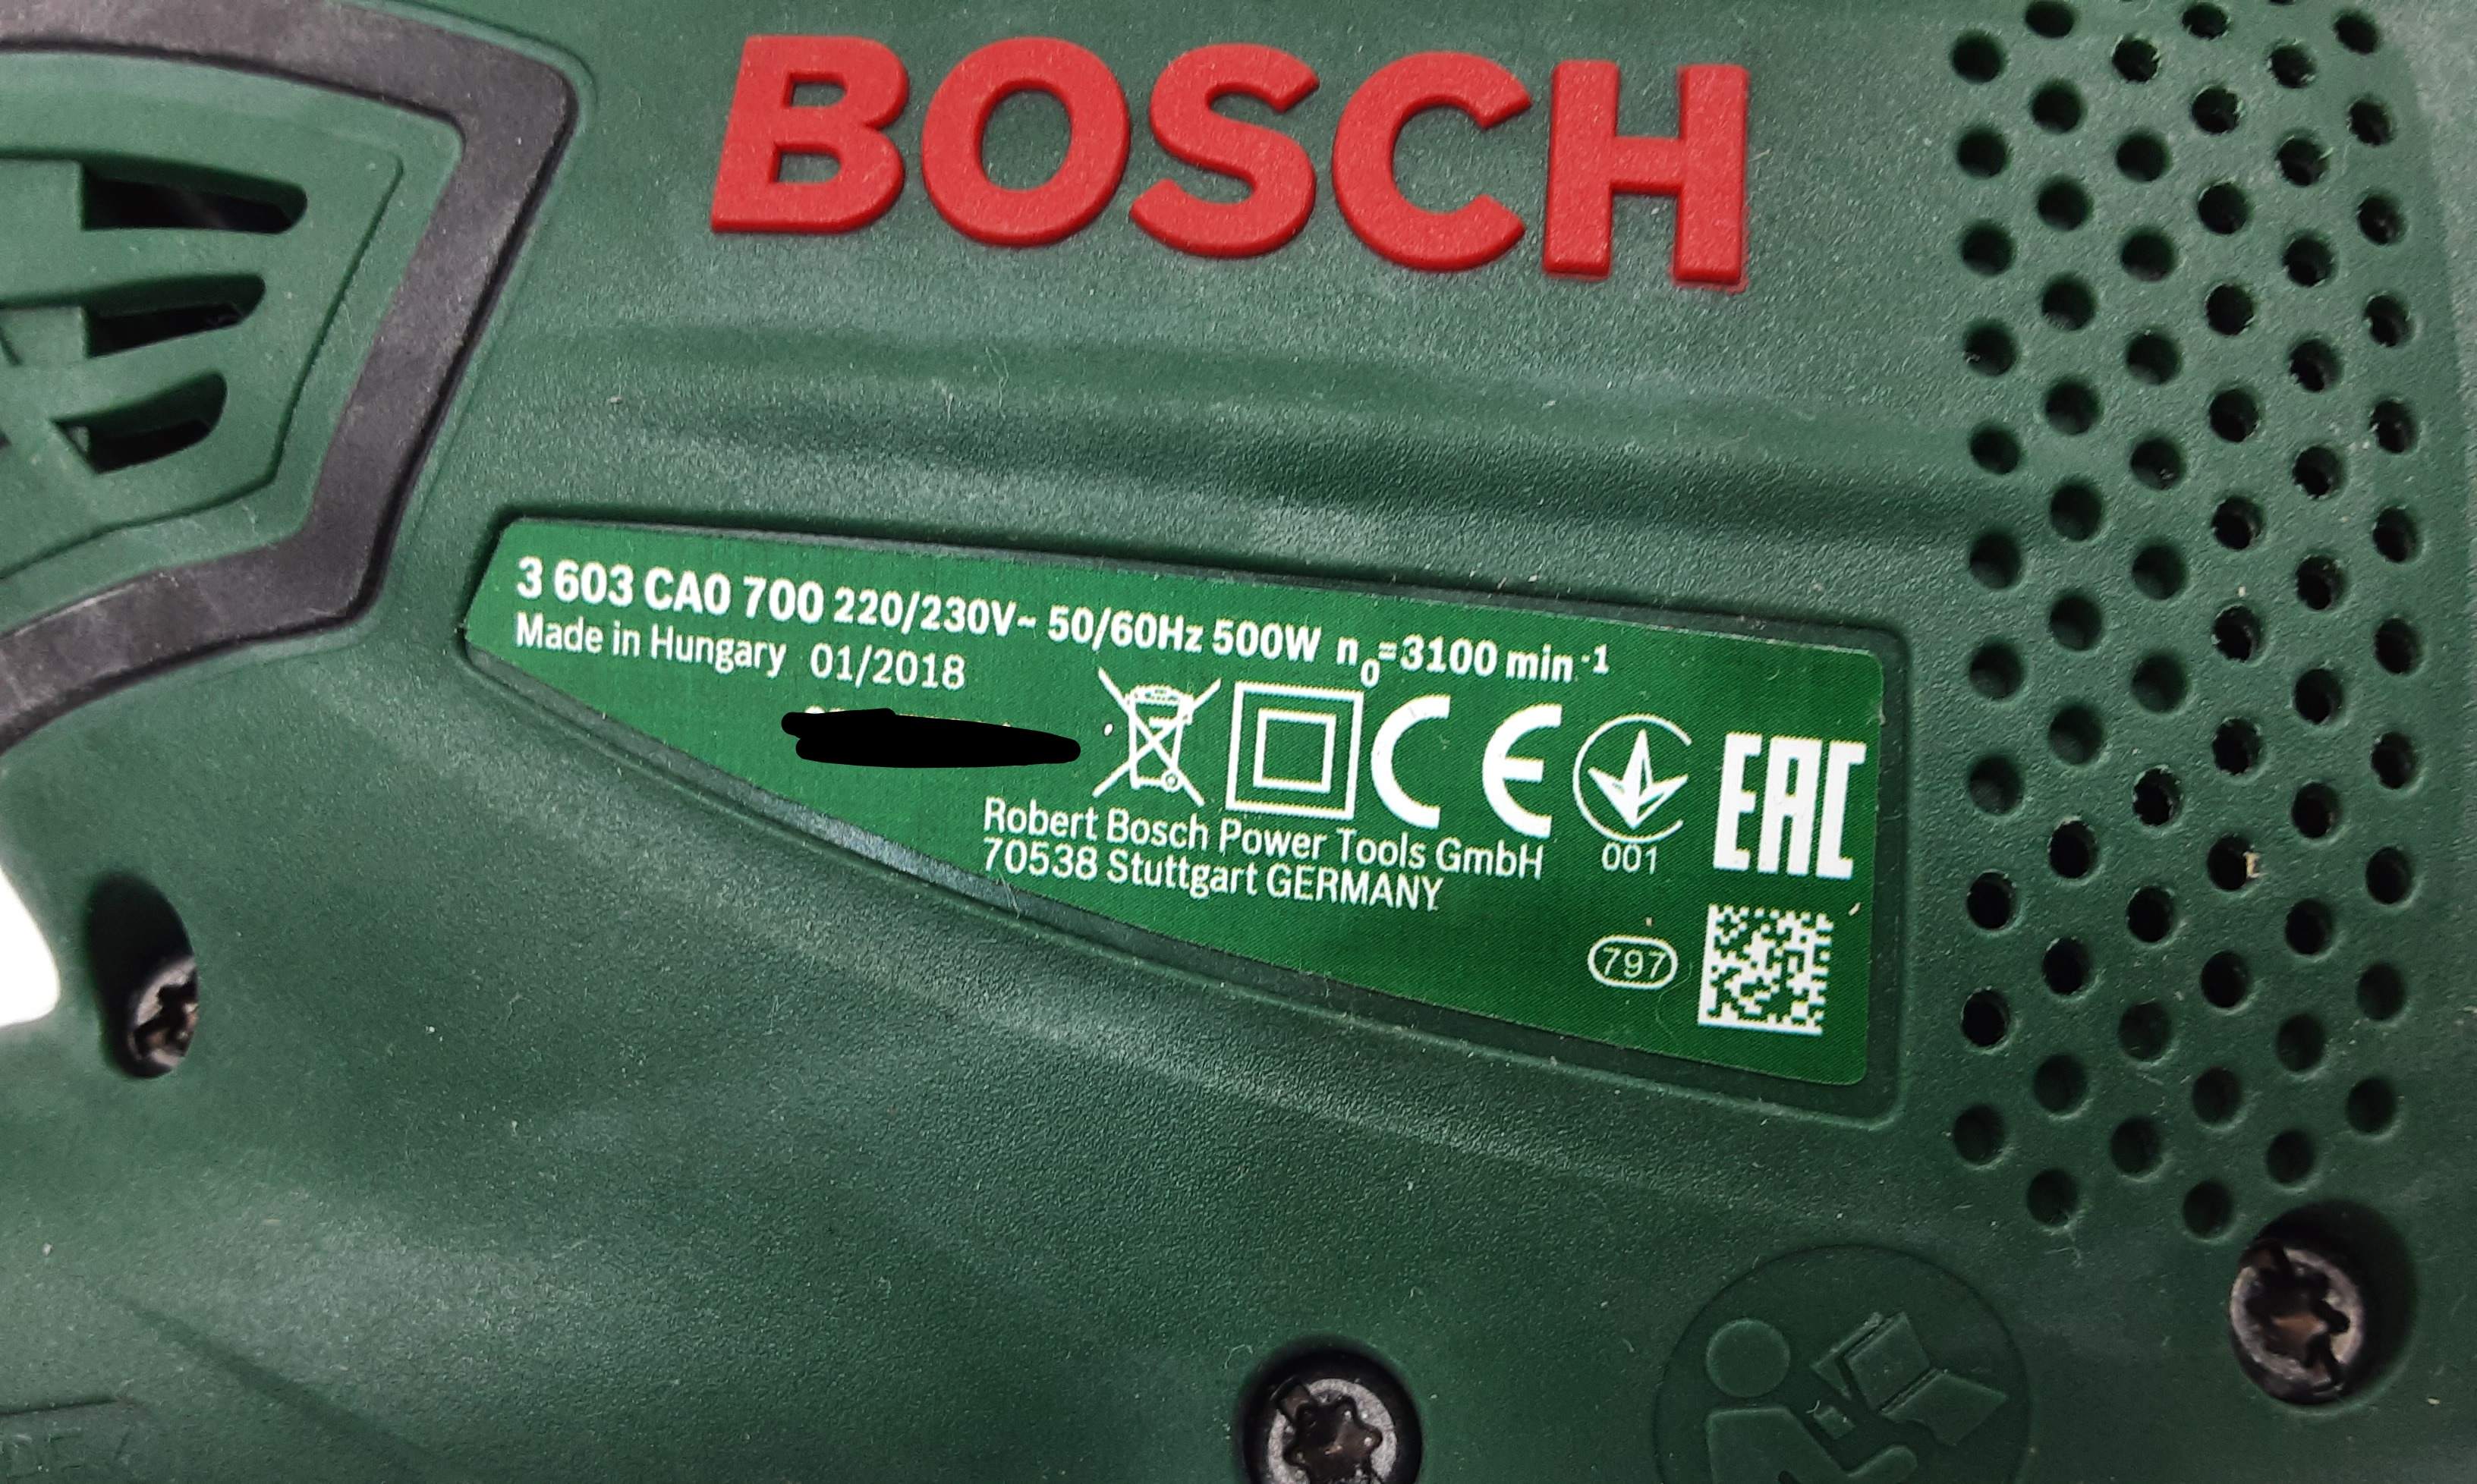 BOSCH
3 603 CA0 700 220/230V~ 50/60Hz 500W n₀=3100 min⁻¹
Made in Hungary 01/2018
CE
EAC
001
Robert Bosch Power Tools GmbH
70538 Stuttgart GERMANY
797